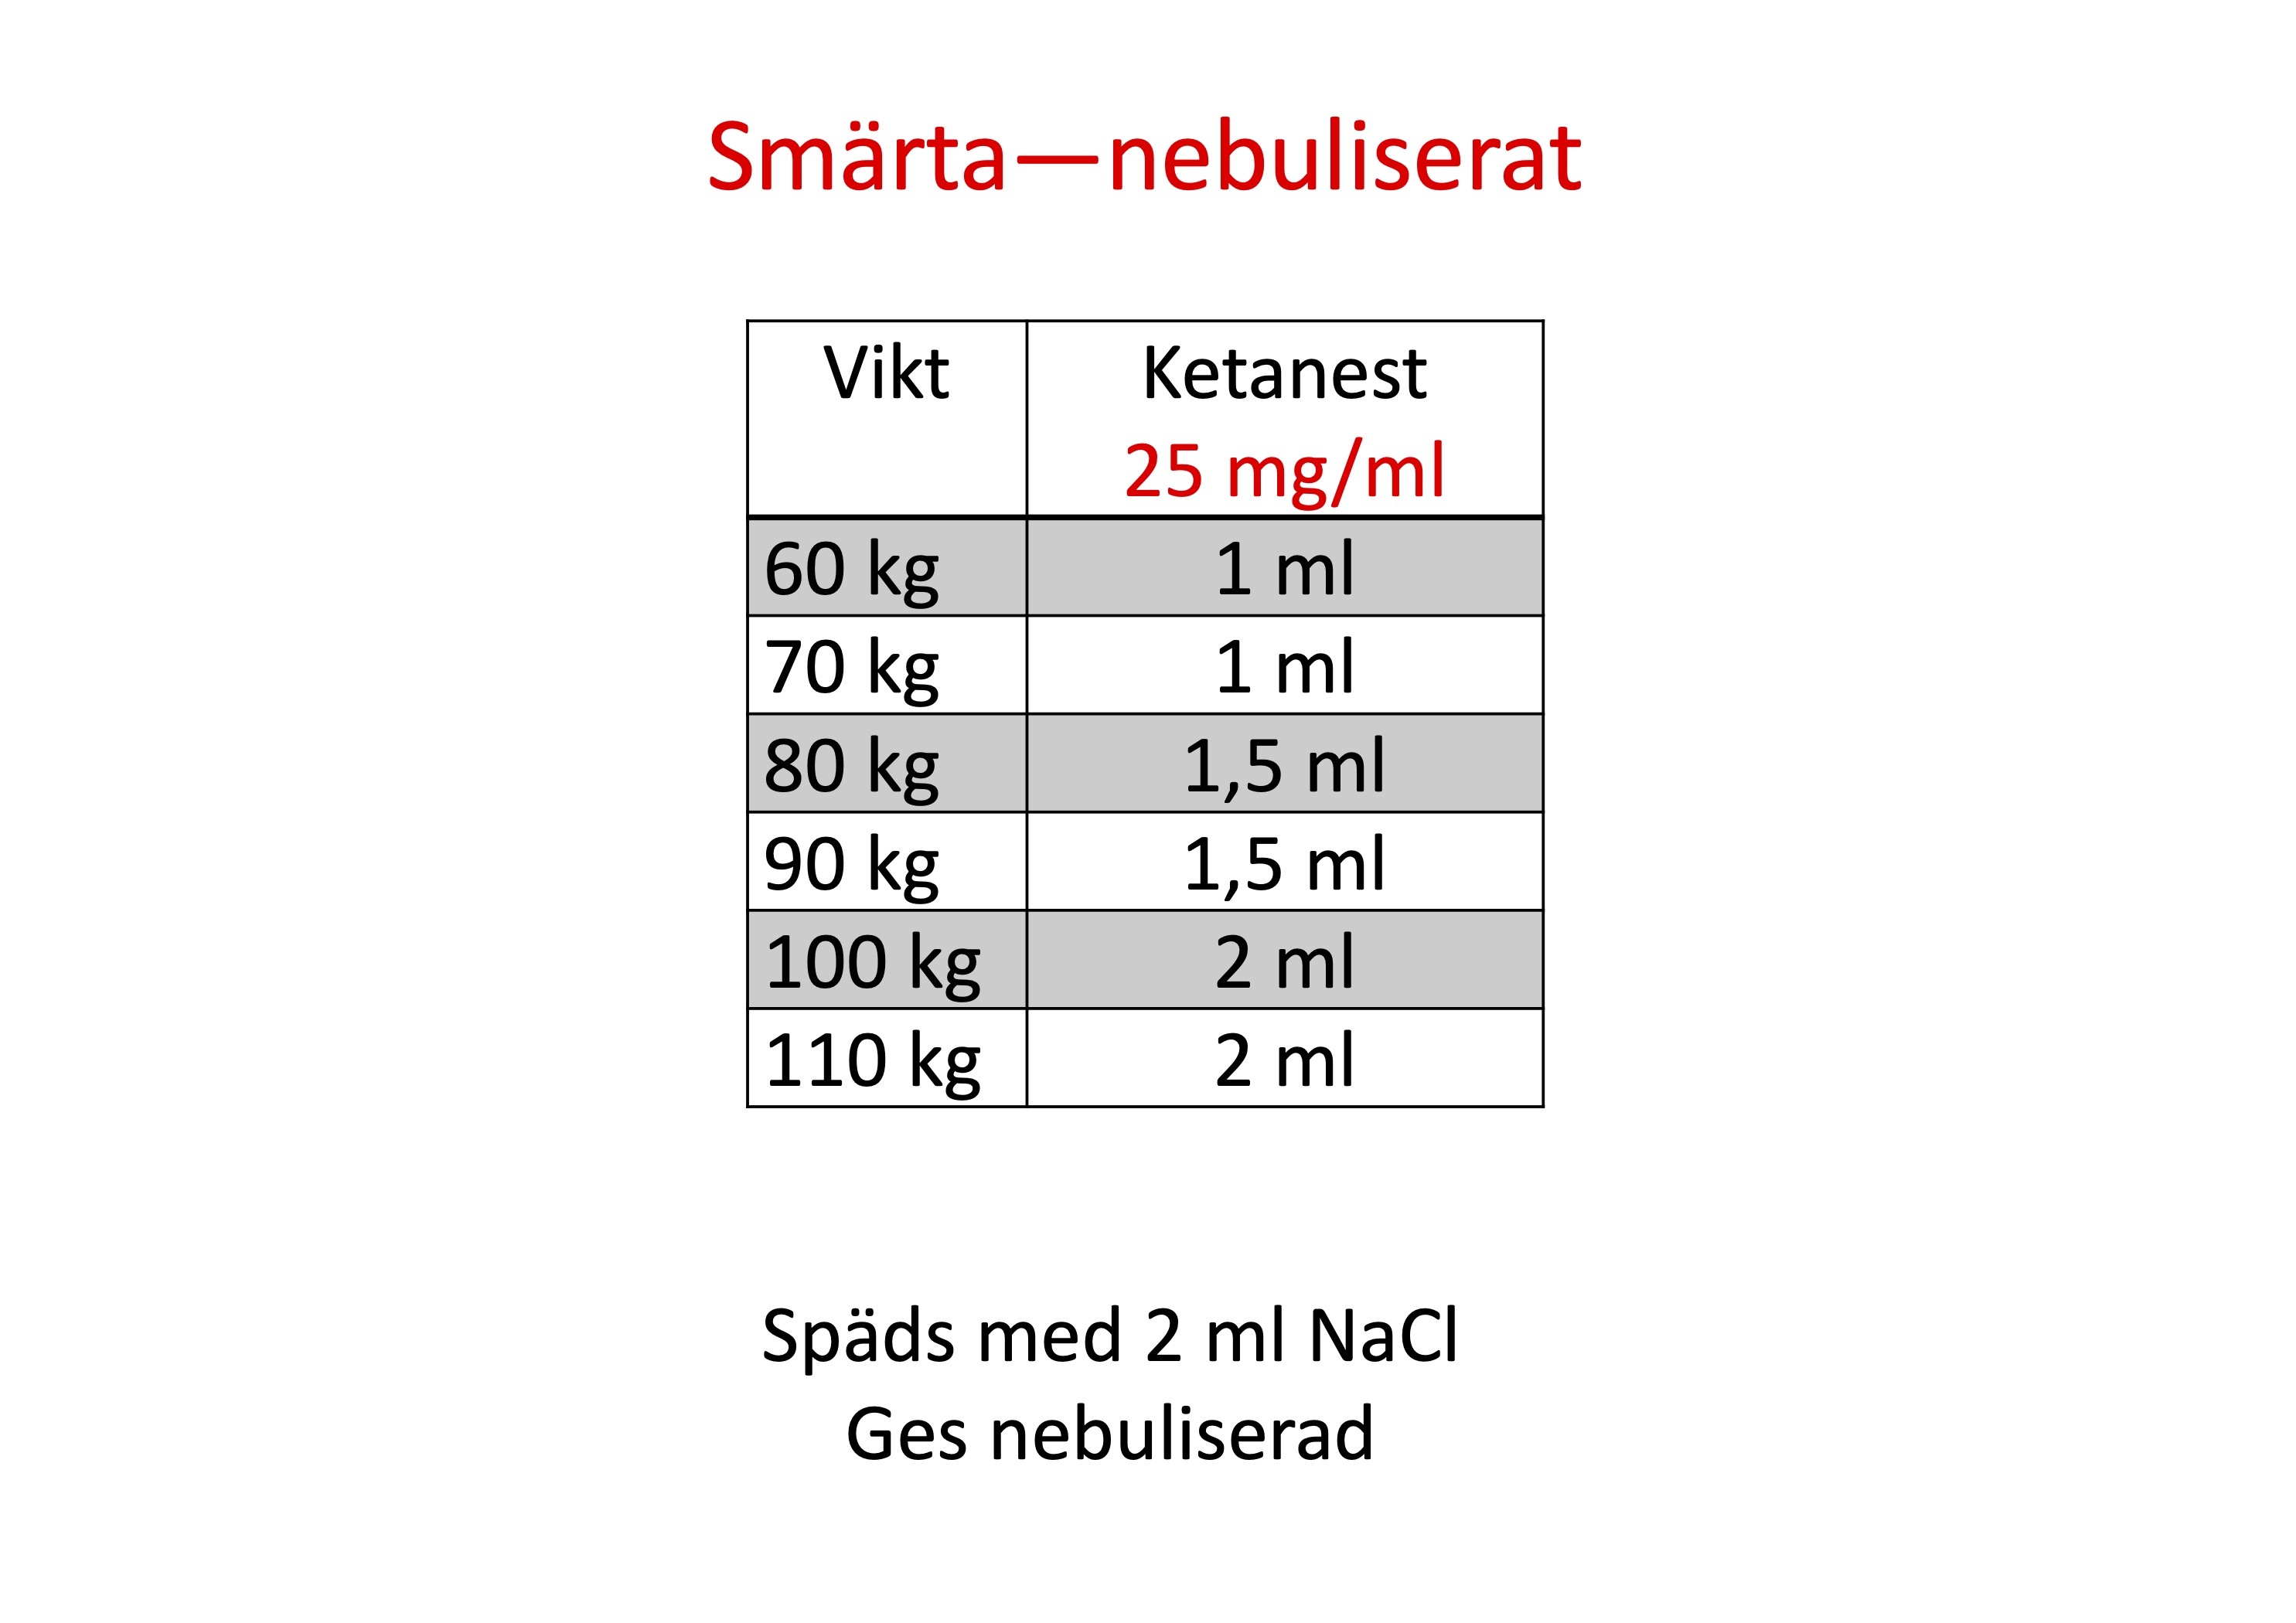 Smärta—nebuliserat
Vikt Ketanest
25 mg/ml
60 kg 1 ml
70 kg 1 ml
80 kg 1,5 ml
90 kg 1,5 ml
100 kg 2 ml
110 kg 2 ml
Späds med 2 ml NaCl
Ges nebuliserad